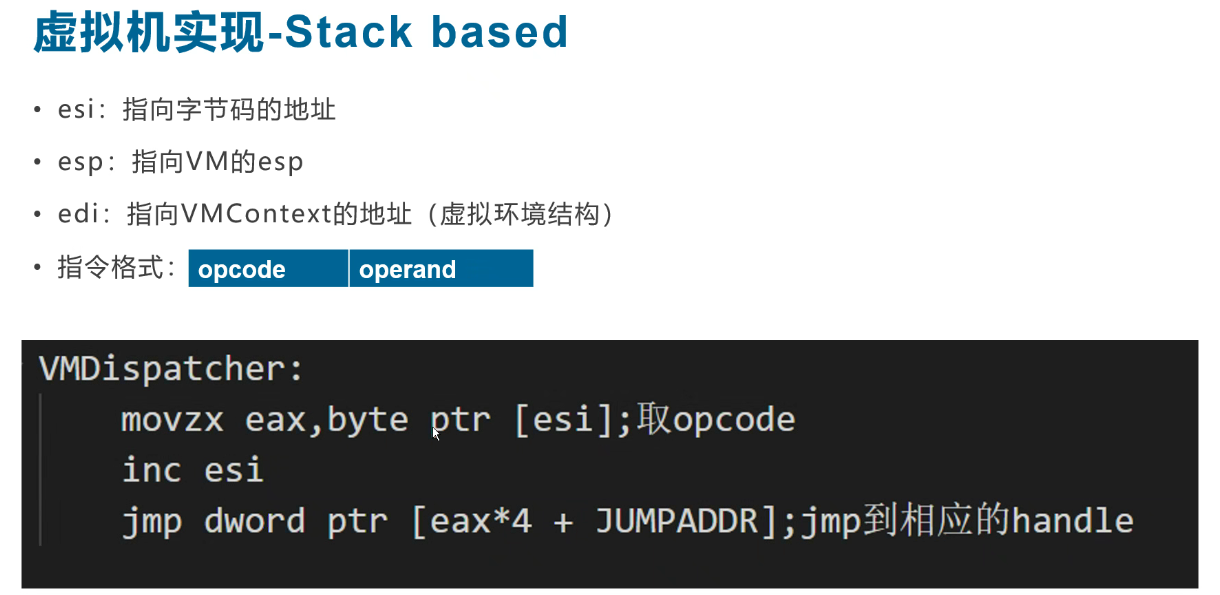 虚拟机实现-Stack based
• esi：指向字节码的地址
• esp：指向VM的esp
• edi：指向VMContext的地址（虚拟环境结构）
• 指令格式： opcode operand
VMDispatcher:
movzx eax,byte ptr [esi];取opcode
inc esi
jmp dword ptr [eax*4 + JUMPADDR];jmp到相应的handle